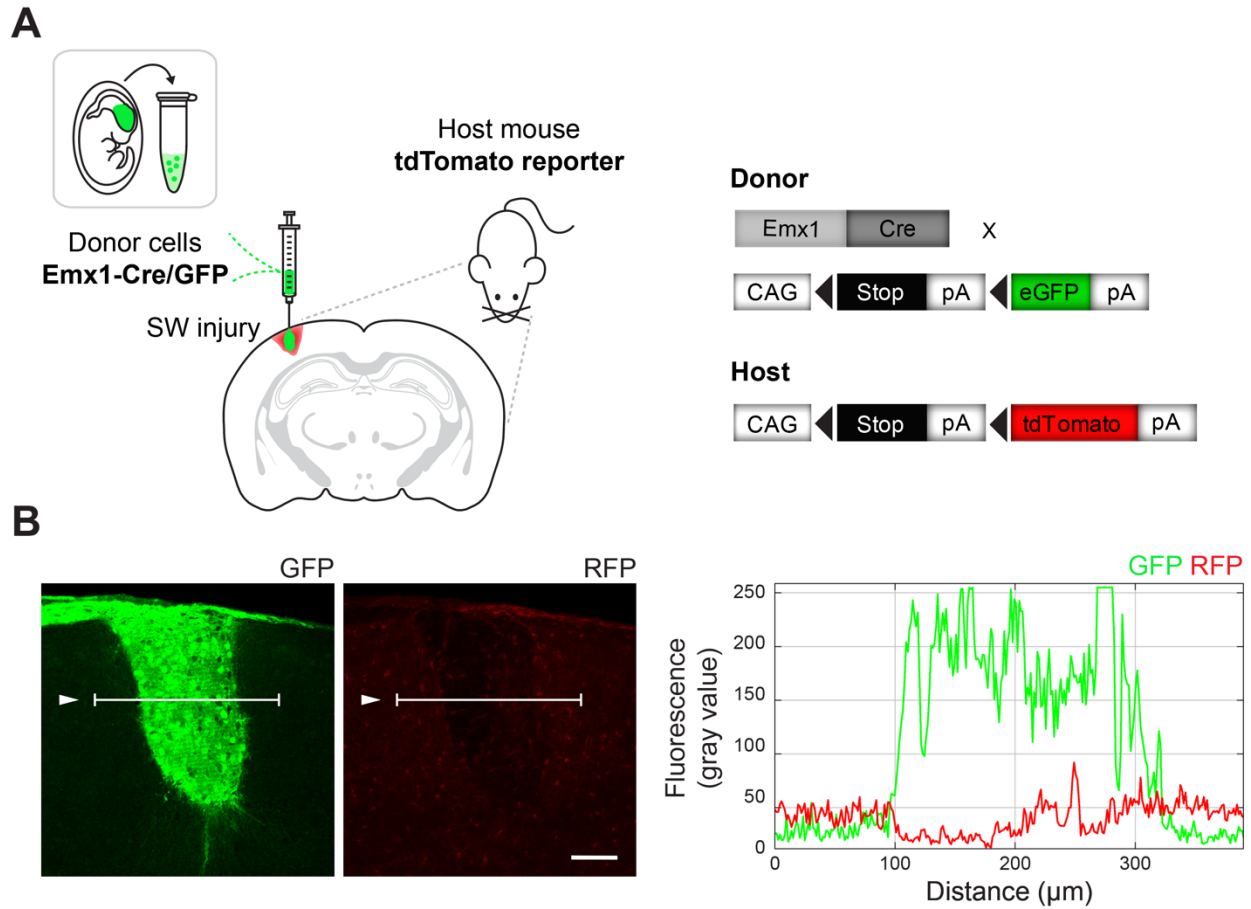 A
Host mouse
tdTomato reporter
Donor cells
Emx1-Cre/GFP
SW injury
Donor
Emx1 Cre X
CAG Stop pA eGFP pA
Host
CAG Stop pA tdTomato pA
B
GFP RFP
GFP RFP
Fluorescence
(gray value)
250
200
150
100
50
0
0 100 200 300
Distance (µm)